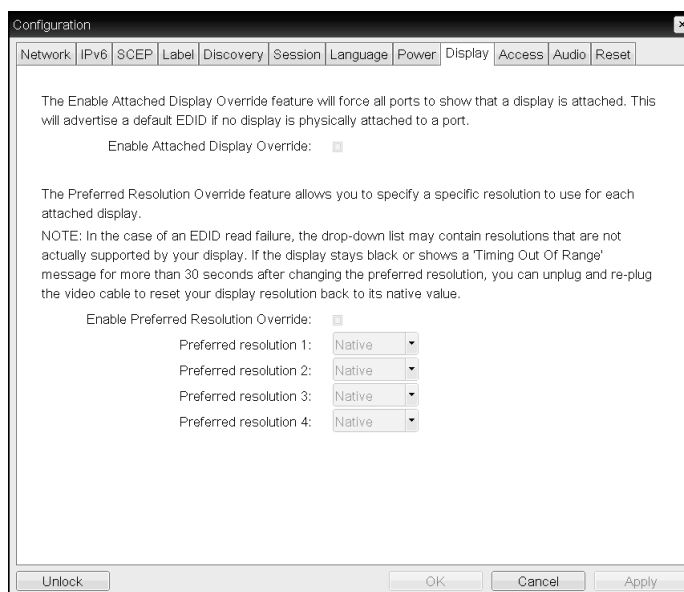 Configuration
Network IPv6 SCEP Label Discovery Session Language Power Display Access Audio Reset
The Enable Attached Display Override feature will force all ports to show that a display is attached. This
will advertise a default EDID if no display is physically attached to a port.
Enable Attached Display Override:
The Preferred Resolution Override feature allows you to specify a specific resolution to use for each
attached display.
NOTE: In the case of an EDID read failure, the drop-down list may contain resolutions that are not
actually supported by your display. If the display stays black or shows a 'Timing Out Of Range'
message for more than 30 seconds after changing the preferred resolution, you can unplug and re-plug
the video cable to reset your display resolution back to its native value.
Enable Preferred Resolution Override:
Preferred resolution 1: Native
Preferred resolution 2: Native
Preferred resolution 3: Native
Preferred resolution 4: Native
Unlock OK Cancel Apply